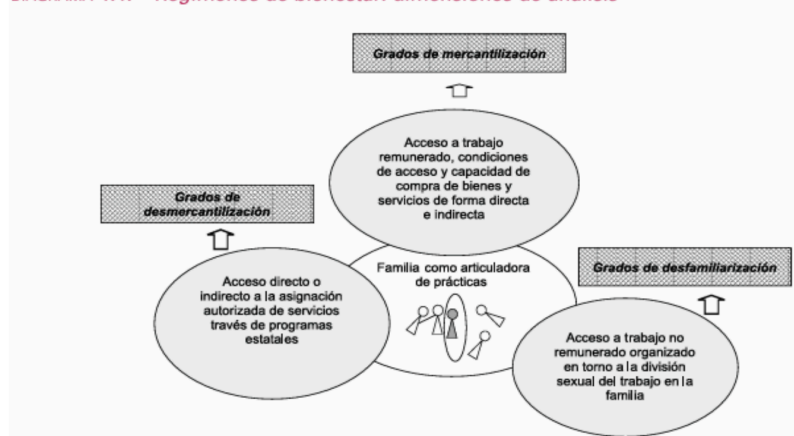 Grados de mercantilización
Acceso a trabajo
remunerado, condiciones
de acceso y capacidad de
compra de bienes y
servicios de forma directa
e indirecta
Grados de
desmercantilización
Familia como articuladora
de prácticas
Grados de desfamiliarización
Acceso directo o
indirecto a la asignación
autorizada de servicios
través de programas
estatales
Acceso a trabajo no
remunerado organizado
en torno a la división
sexual del trabajo en la
familia